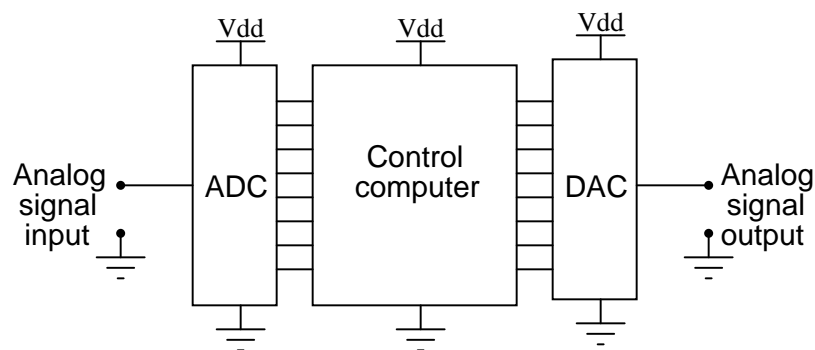 Vdd
Vdd
Vdd
Analog
signal
input
ADC
Control
computer
DAC
Analog
signal
output